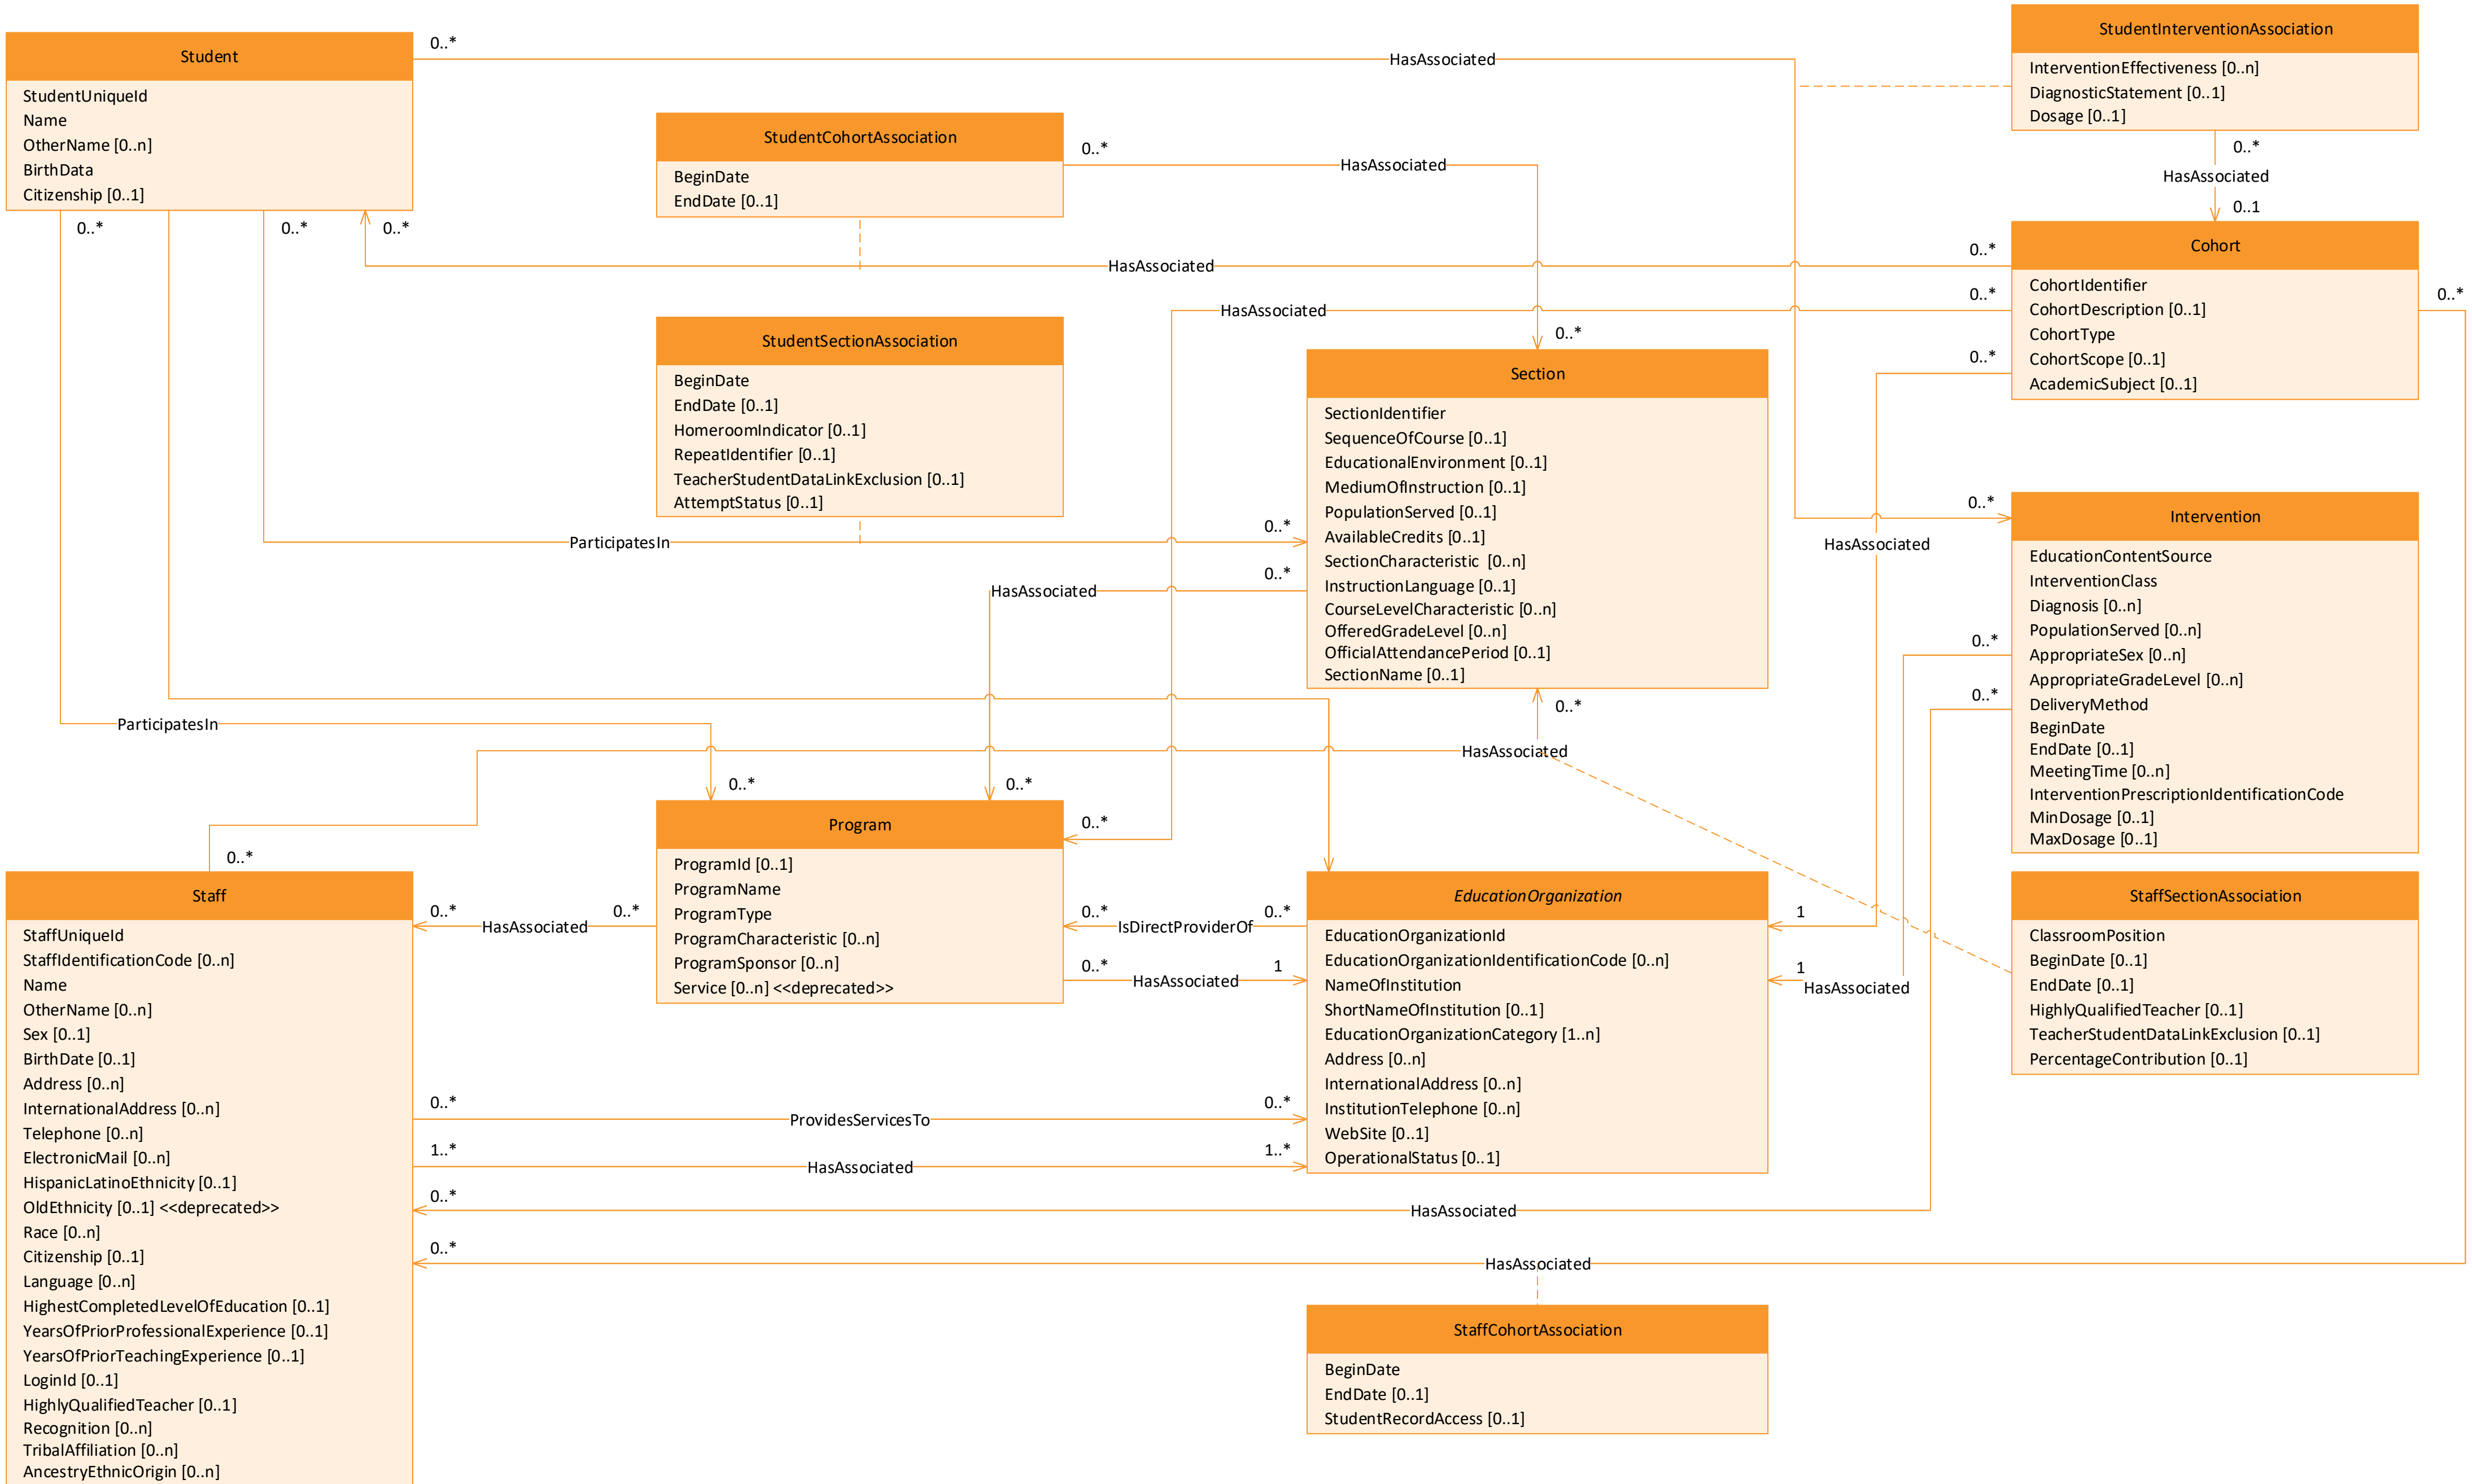 Student
StudentUniqueId
Name
OtherName [0..n]
BirthData
Citizenship [0..1]
0..*
HasAssociated
0..*
0..*
0..*
StudentCohortAssociation
BeginDate
EndDate [0..1]
0..*
HasAssociated
0..*
StudentInterventionAssociation
InterventionEffectiveness [0..n]
DiagnosticStatement [0..1]
Dosage [0..1]
0..*
HasAssociated
0..1
Cohort
CohortIdentifier
CohortDescription [0..1]
CohortType
CohortScope [0..1]
AcademicSubject [0..1]
0..*
HasAssociated
0..*
HasAssociated
0..*
0..*
HasAssociated
StudentSectionAssociation
BeginDate
EndDate [0..1]
HomeroomIndicator [0..1]
RepeatIdentifier [0..1]
TeacherStudentDataLinkExclusion [0..1]
AttemptStatus [0..1]
ParticipatesIn
0..*
HasAssociated
0..*
Section
SectionIdentifier
SequenceOfCourse [0..1]
EducationalEnvironment [0..1]
MediumOfInstruction [0..1]
PopulationServed [0..1]
AvailableCredits [0..1]
SectionCharacteristic  [0..n]
InstructionLanguage [0..1]
CourseLevelCharacteristic [0..n]
OfferedGradeLevel [0..n]
OfficialAttendancePeriod [0..1]
SectionName [0..1]
0..*
HasAssociated
0..*
Intervention
EducationContentSource
InterventionClass
Diagnosis [0..n]
PopulationServed [0..n]
AppropriateSex [0..n]
AppropriateGradeLevel [0..n]
DeliveryMethod
BeginDate
EndDate [0..1]
MeetingTime [0..n]
InterventionPrescriptionIdentificationCode
MinDosage [0..1]
MaxDosage [0..1]
0..*
0..*
ParticipatesIn
0..*
0..*
0..*
Program
ProgramId [0..1]
ProgramName
ProgramType
ProgramCharacteristic [0..n]
ProgramSponsor [0..n]
Service [0..n] <<deprecated>>
0..*
Staff
StaffUniqueId
StaffIdentificationCode [0..n]
Name
OtherName [0..n]
Sex [0..1]
BirthDate [0..1]
Address [0..n]
InternationalAddress [0..n]
Telephone [0..n]
ElectronicMail [0..n]
HispanicLatinoEthnicity [0..1]
OldEthnicity [0..1] <<deprecated>>
Race [0..n]
Citizenship [0..1]
Language [0..n]
HighestCompletedLevelOfEducation [0..1]
YearsOfPriorProfessionalExperience [0..1]
YearsOfPriorTeachingExperience [0..1]
LoginId [0..1]
HighlyQualifiedTeacher [0..1]
Recognition [0..n]
TribalAffiliation [0..n]
AncestryEthnicOrigin [0..n]
0..*
HasAssociated
0..*
0..*
IsDirectProviderOf
0..*
0..*
HasAssociated
1
EducationOrganization
EducationOrganizationId
EducationOrganizationIdentificationCode [0..n]
NameOfInstitution
ShortNameOfInstitution [0..1]
EducationOrganizationCategory [1..n]
Address [0..n]
InternationalAddress [0..n]
InstitutionTelephone [0..n]
WebSite [0..1]
OperationalStatus [0..1]
1
1
HasAssociated
StaffSectionAssociation
ClassroomPosition
BeginDate [0..1]
EndDate [0..1]
HighlyQualifiedTeacher [0..1]
TeacherStudentDataLinkExclusion [0..1]
PercentageContribution [0..1]
0..*
ProvidesServicesTo
0..*
1..*
HasAssociated
1..*
0..*
HasAssociated
0..*
HasAssociated
StaffCohortAssociation
BeginDate
EndDate [0..1]
StudentRecordAccess [0..1]